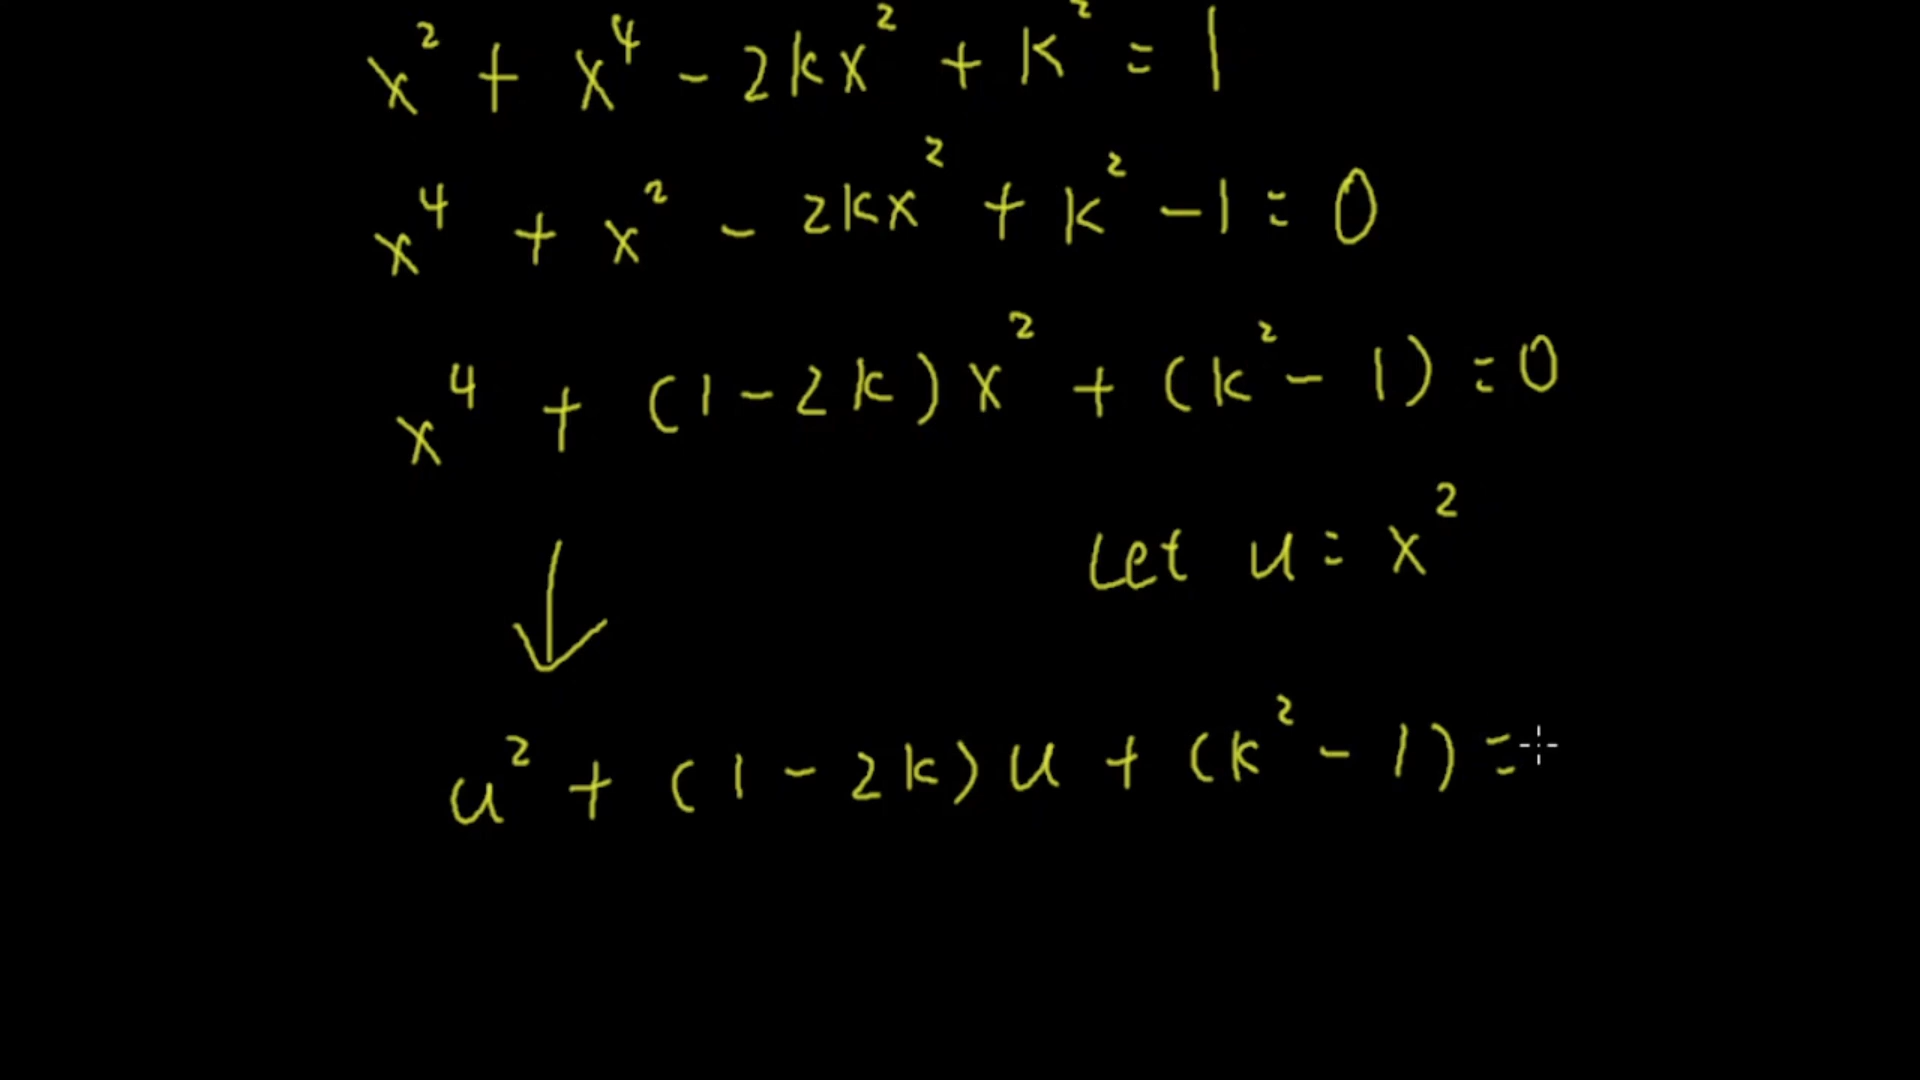 x² + x⁴ - 2kx² + k² = 1
x⁴ + x² - 2kx² + k² - 1 = 0
x⁴ + (1 - 2k)x² + (k² - 1) = 0
Let u = x²
u² + (1 - 2k)u + (k² - 1) =